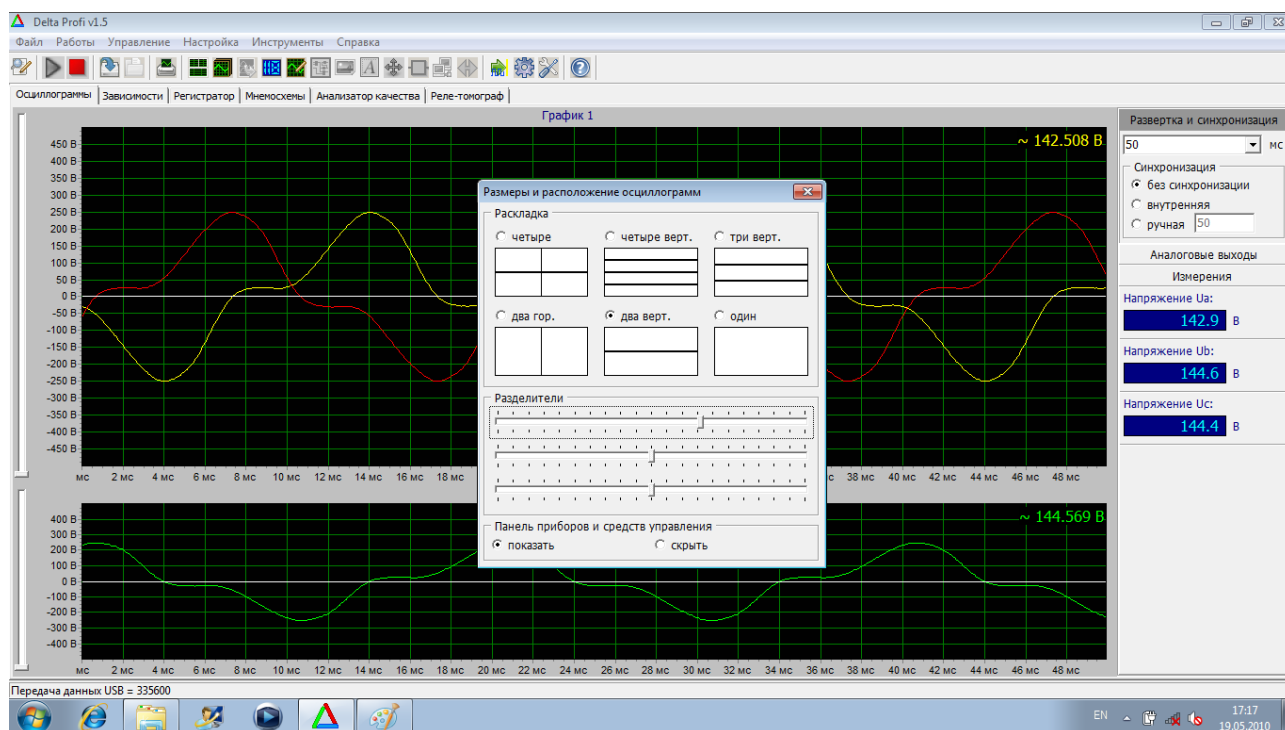 Delta Profi v1.5
Файл Работы Управление Настройка Инструменты Справка
Осциллограммы Зависимости Регистратор Мнемосхемы Анализатор качества Реле-томограф
График 1
~ 142.508 В
450 В
400 В
350 В
300 В
250 В
200 В
150 В
100 В
50 В
0 В
-50 В
-100 В
-150 В
-200 В
-250 В
-300 В
-350 В
-400 В
-450 В
мс 2 мс 4 мс 6 мс 8 мс 10 мс 12 мс 14 мс 16 мс 18 мс с 38 мс 40 мс 42 мс 44 мс 46 мс 48 мс
~ 144.569 В
400 В
300 В
200 В
100 В
0 В
-100 В
-200 В
-300 В
-400 В
мс 2 мс 4 мс 6 мс 8 мс 10 мс 12 мс 14 мс 16 мс 18 мс 20 мс 22 мс 24 мс 26 мс 28 мс 30 мс 32 мс 34 мс 36 мс 38 мс 40 мс 42 мс 44 мс 46 мс 48 мс
Размеры и расположение осциллограмм
Раскладка
четыре четыре верт. три верт.
два гор. два верт. один
Разделители
Панель приборов и средств управления
показать скрыть
Развертка и синхронизация
50 мс
Синхронизация
без синхронизации
внутренняя
ручная 50
Аналоговые выходы
Измерения
Напряжение Ua:
142.9 В
Напряжение Ub:
144.6 В
Напряжение Uc:
144.4 В
Передача данных USB = 335600
EN
17:17
19.05.2010